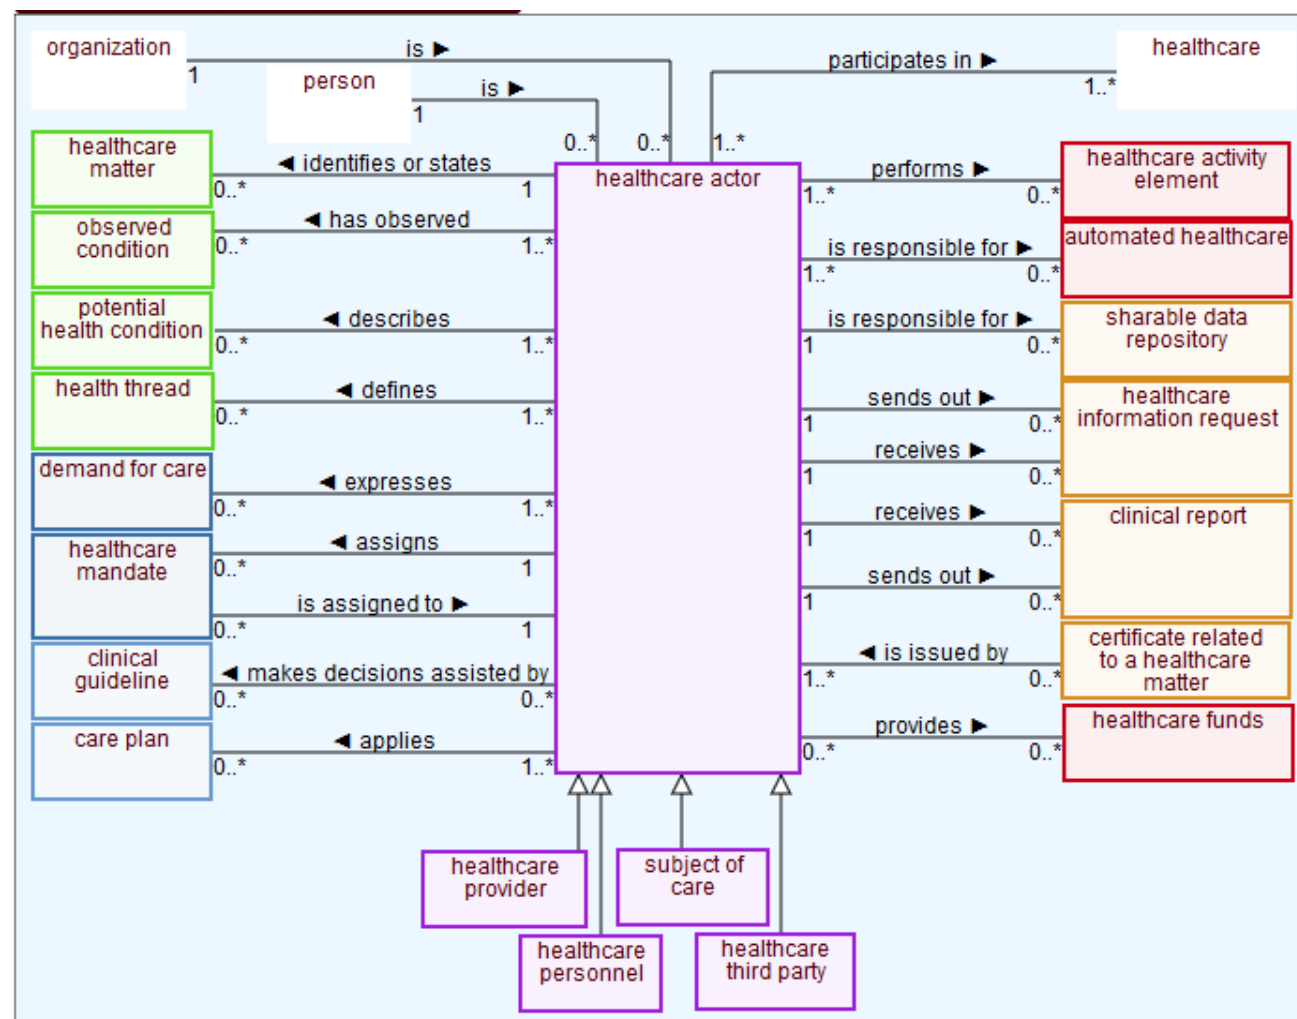 organization
is ►
1
person
is ►
1
participates in ►
healthcare
1..*
0..*
0..*
1..*
healthcare actor
healthcare
matter
◄ identifies or states
0..*
1
observed
condition
◄ has observed
0..*
1..*
potential
health condition
◄ describes
0..*
1..*
health thread
◄ defines
0..*
1..*
demand for care
◄ expresses
0..*
1..*
healthcare
mandate
◄ assigns
0..*
1
is assigned to ►
0..*
1
clinical
guideline
◄ makes decisions assisted by
0..*
0..*
care plan
◄ applies
0..*
1..*
performs ►
1..*
0..*
healthcare activity
element
is responsible for ►
1..*
0..*
automated healthcare
is responsible for ►
1
0..*
sharable data
repository
sends out ►
1
0..*
healthcare
information request
receives ►
1
0..*
receives ►
1
0..*
clinical report
sends out ►
1
0..*
◄ is issued by
1..*
0..*
certificate related
to a healthcare
matter
provides ►
0..*
0..*
healthcare funds
healthcare
provider
subject of
care
healthcare
personnel
healthcare
third party